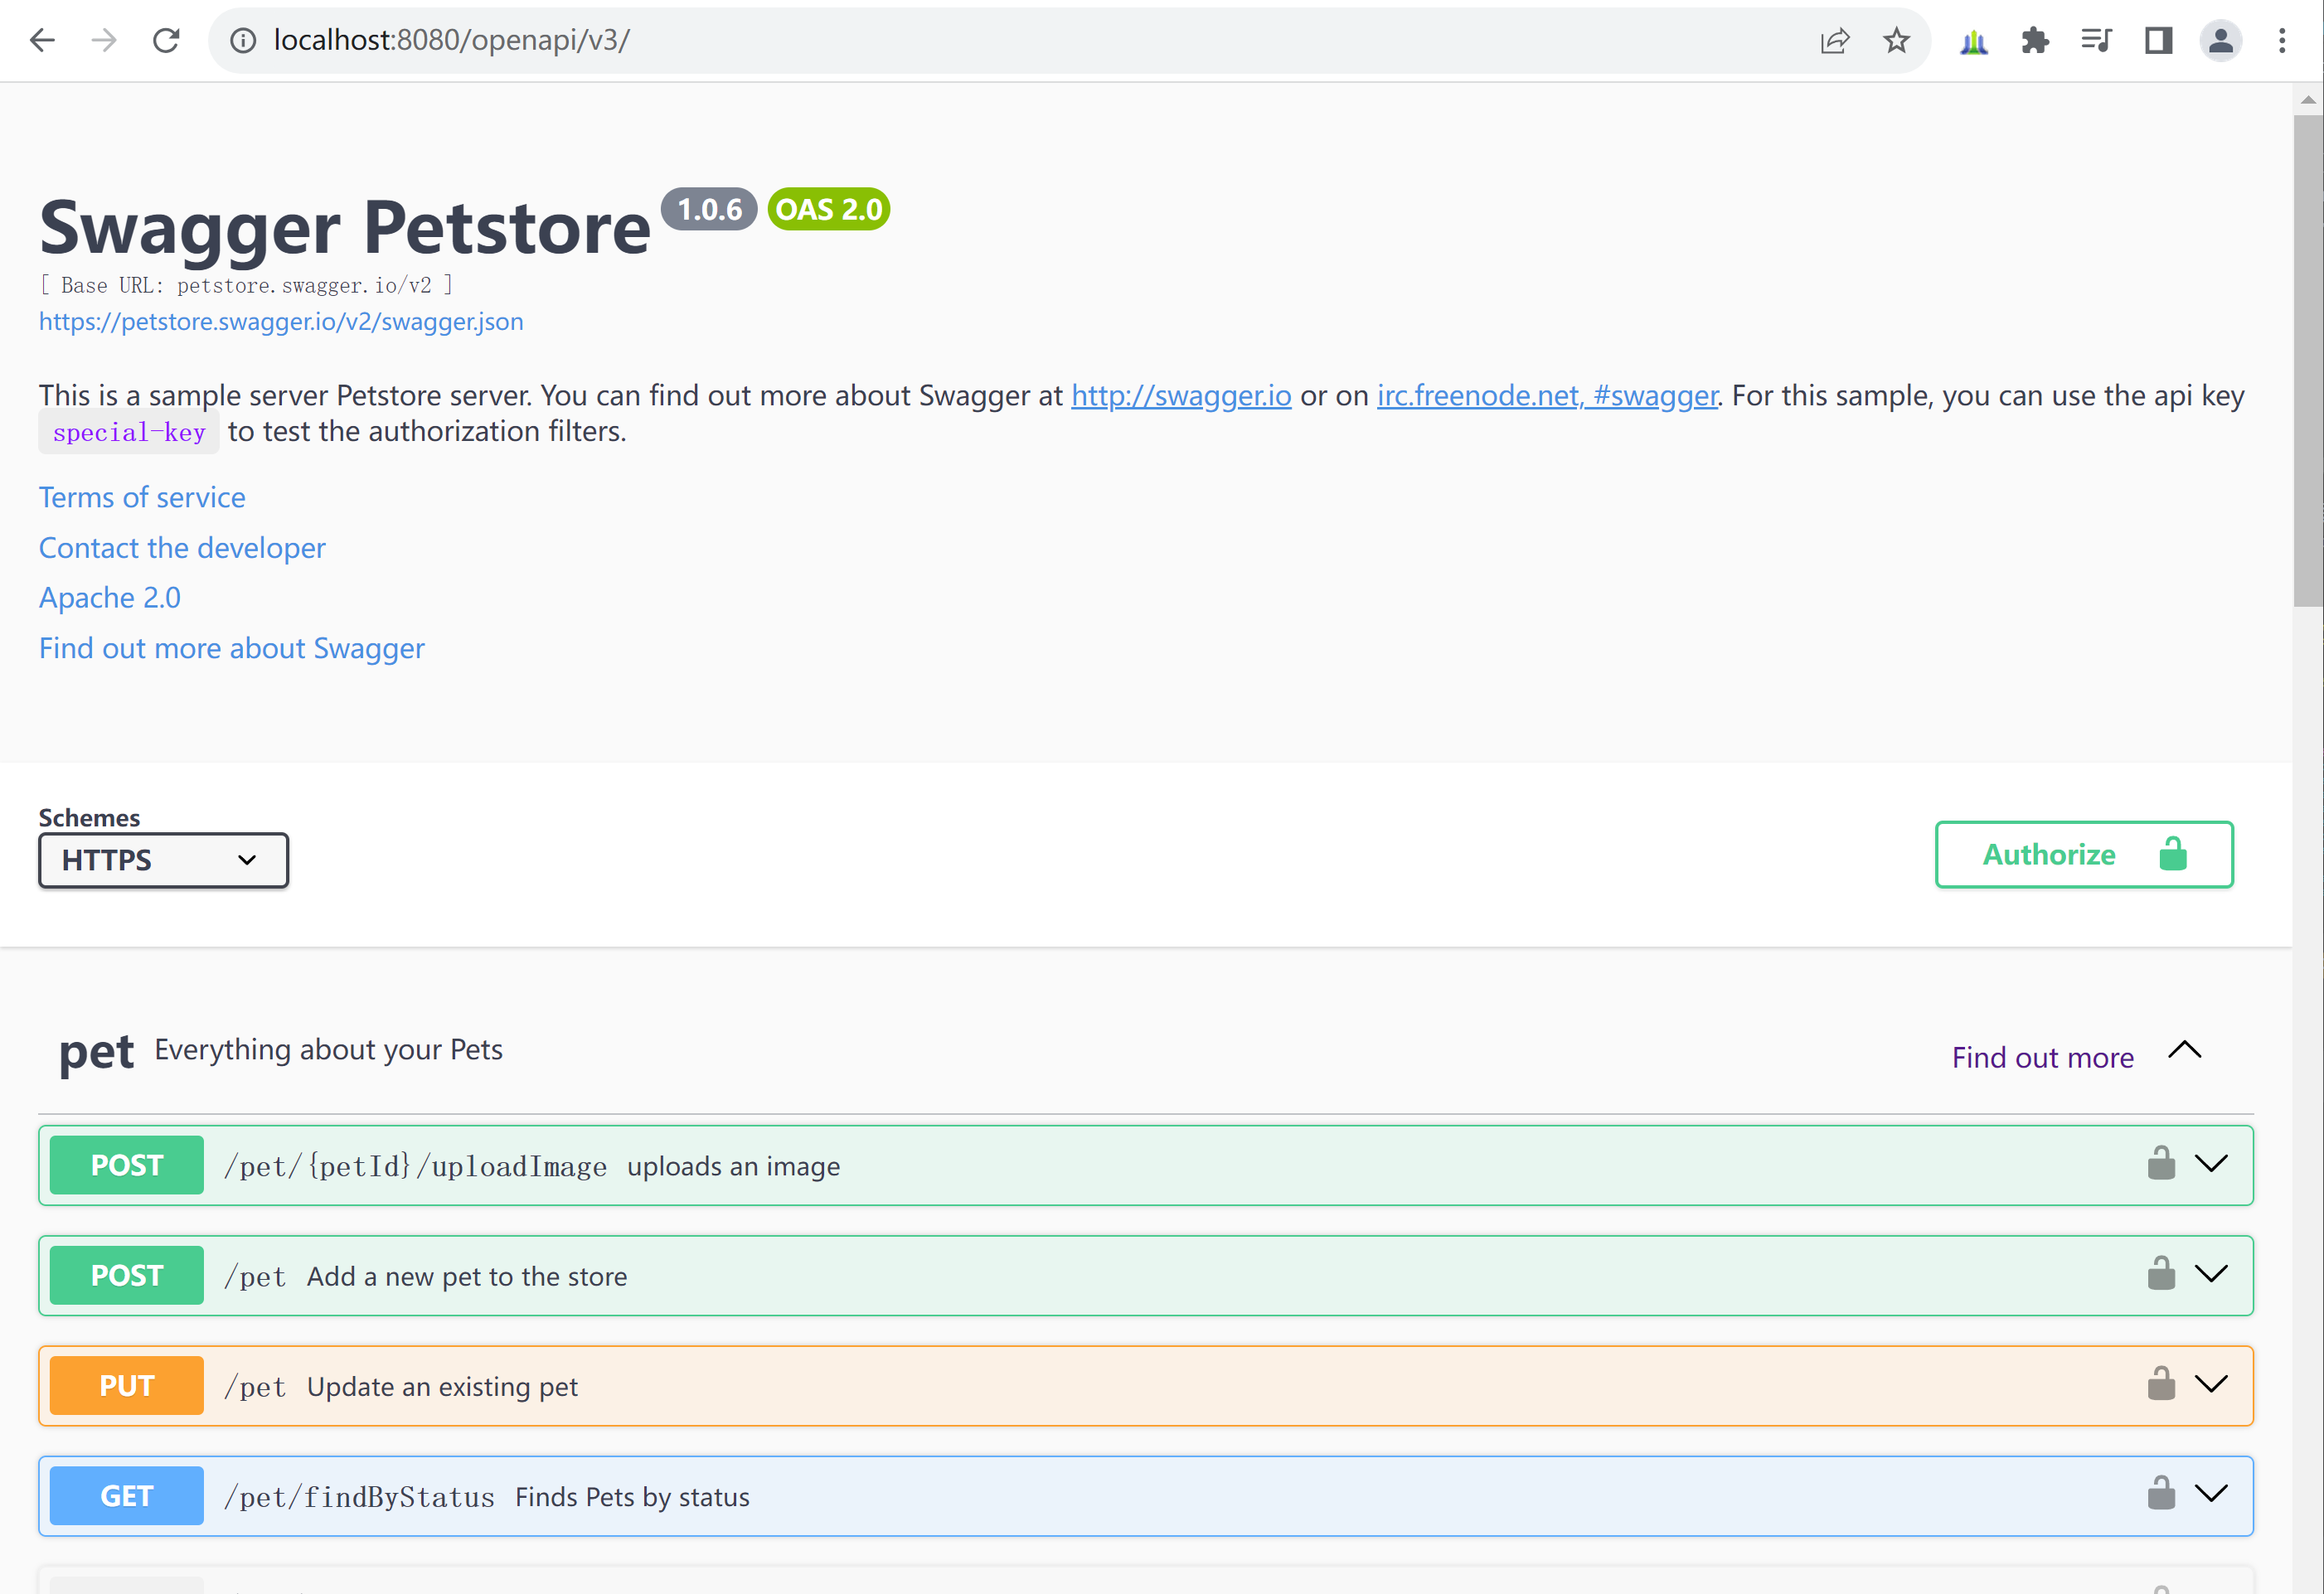 localhost:8080/openapi/v3/
Swagger Petstore 1.0.6 OAS 2.0
[ Base URL: petstore.swagger.io/v2 ]
https://petstore.swagger.io/v2/swagger.json
This is a sample server Petstore server. You can find out more about Swagger at http://swagger.io or on irc.freenode.net, #swagger. For this sample, you can use the api key
special-key to test the authorization filters.
Terms of service
Contact the developer
Apache 2.0
Find out more about Swagger
Schemes
HTTPS
Authorize
pet Everything about your Pets
Find out more
POST /pet/{petId}/uploadImage uploads an image
POST /pet Add a new pet to the store
PUT /pet Update an existing pet
GET /pet/findByStatus Finds Pets by status